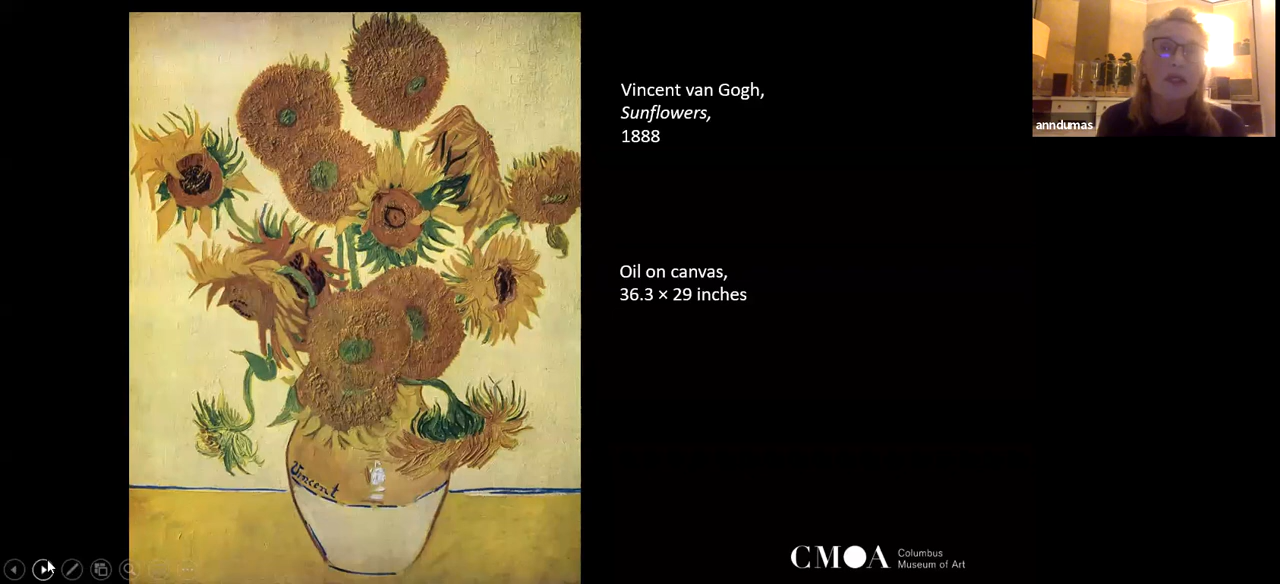 Vincent van Gogh,
Sunflowers,
1888
Oil on canvas,
36.3 × 29 inches
Vincent
CMOA
Columbus
Museum of Art
anndumas